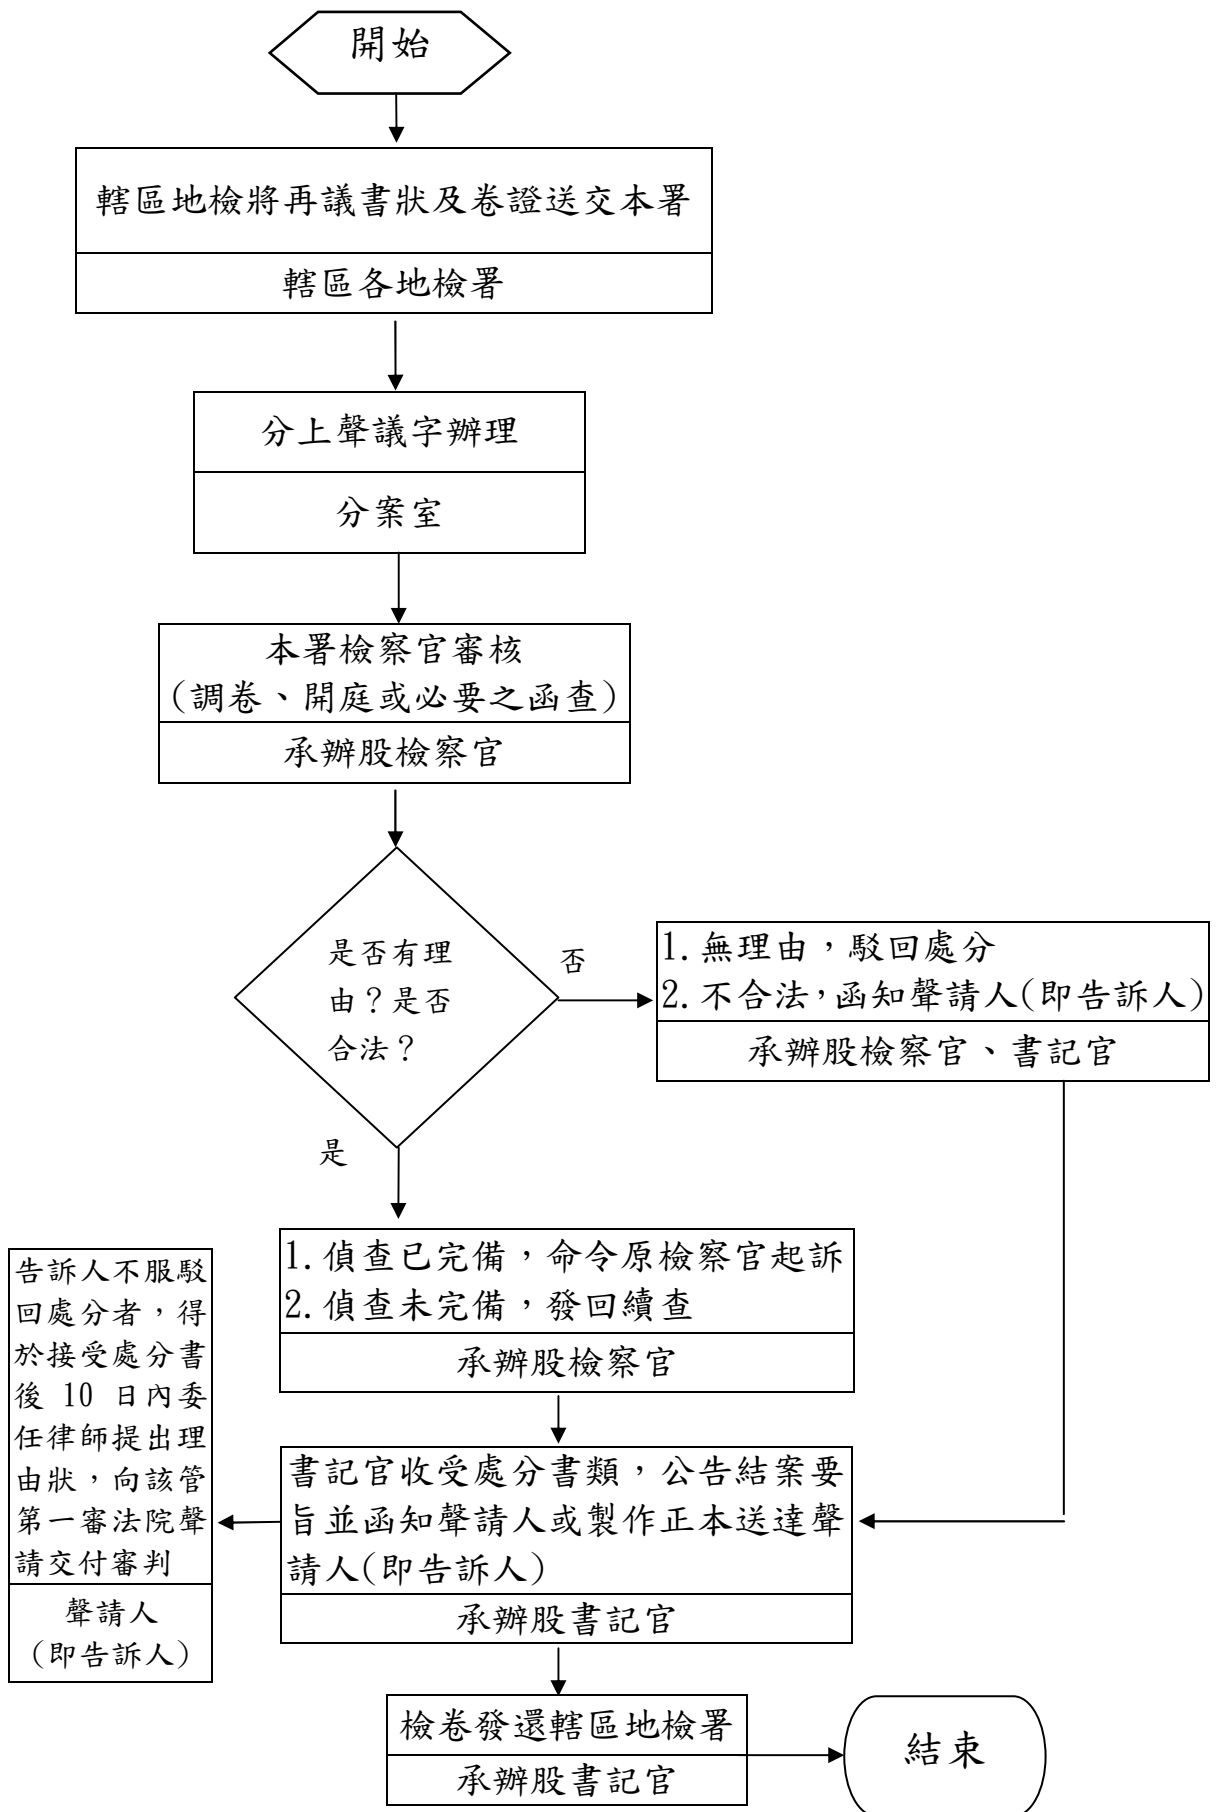 開始
轄區地檢將再議書狀及卷證送交本署
轄區各地檢署
分上聲議字辦理
分案室
本署檢察官審核
(調卷、開庭或必要之函查)
承辦股檢察官
是否有理
由？是否
合法？
否
1.無理由，駁回處分
2.不合法，函知聲請人(即告訴人)
承辦股檢察官、書記官
是
1.偵查已完備，命令原檢察官起訴
2.偵查未完備，發回續查
承辦股檢察官
書記官收受處分書類，公告結案要
旨並函知聲請人或製作正本送達聲
請人(即告訴人)
承辦股書記官
告訴人不服駁
回處分者，得
於接受處分書
後 10 日內委
任律師提出理
由狀，向該管
第一審法院聲
請交付審判
聲請人
(即告訴人)
檢卷發還轄區地檢署
承辦股書記官
結束